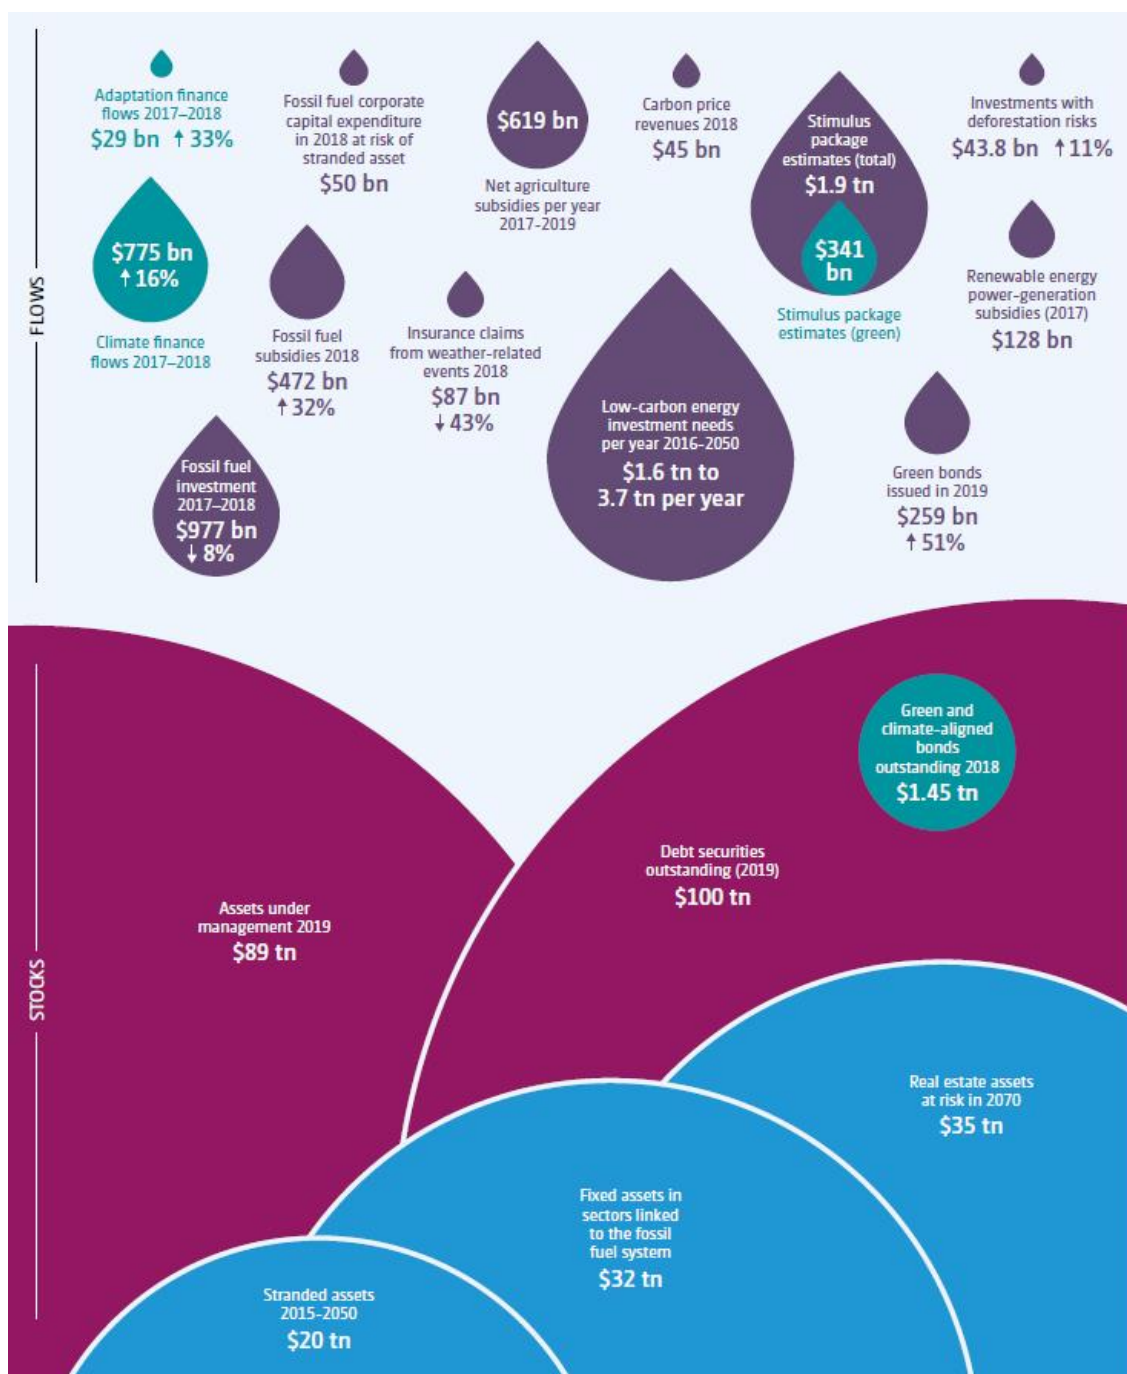 FLOWS
Adaptation finance
flows 2017–2018
$29 bn ↑ 33%
Fossil fuel corporate
capital expenditure
in 2018 at risk of
stranded asset
$50 bn
$619 bn
Net agriculture
subsidies per year
2017-2019
Carbon price
revenues 2018
$45 bn
Stimulus
package
estimates (total)
$1.9 tn
$341
bn
Stimulus package
estimates (green)
Investments with
deforestation risks
$43.8 bn ↑ 11%
$775 bn
↑ 16%
Climate finance
flows 2017–2018
Fossil fuel
subsidies 2018
$472 bn
↑ 32%
Insurance claims
from weather-related
events 2018
$87 bn
↓ 43%
Low-carbon energy
investment needs
per year 2016-2050
$1.6 tn to
3.7 tn per year
Renewable energy
power-generation
subsidies (2017)
$128 bn
Fossil fuel
investment
2017–2018
$977 bn
↓ 8%
Green bonds
issued in 2019
$259 bn
↑ 51%
STOCKS
Green and
climate-aligned
bonds
outstanding 2018
$1.45 tn
Debt securities
outstanding (2019)
$100 tn
Assets under
management 2019
$89 tn
Real estate assets
at risk in 2070
$35 tn
Fixed assets in
sectors linked
to the fossil
fuel system
$32 tn
Stranded assets
2015-2050
$20 tn